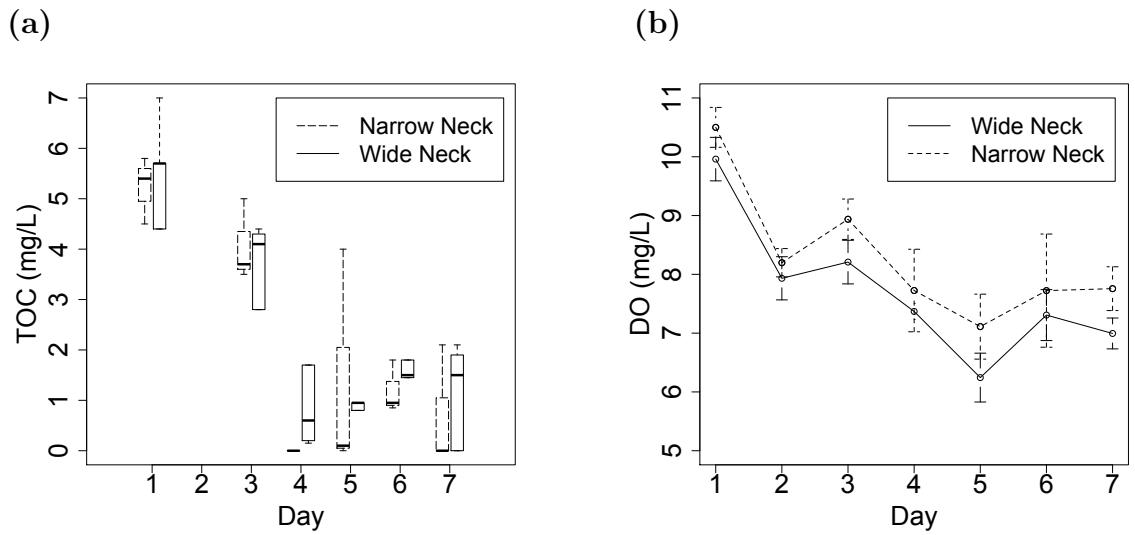 (a)
7
6
5
4
3
2
1
0
TOC (mg/L)
Narrow Neck
Wide Neck
1 2 3 4 5 6 7
Day
(b)
11
10
9
8
7
6
5
DO (mg/L)
Wide Neck
Narrow Neck
1 2 3 4 5 6 7
Day